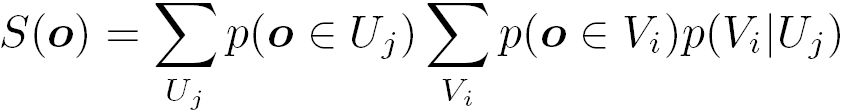 S(𝒐) = ∑_{U_j} p(𝒐 ∈ U_j) ∑_{V_i} p(𝒐 ∈ V_i)p(V_i|U_j)